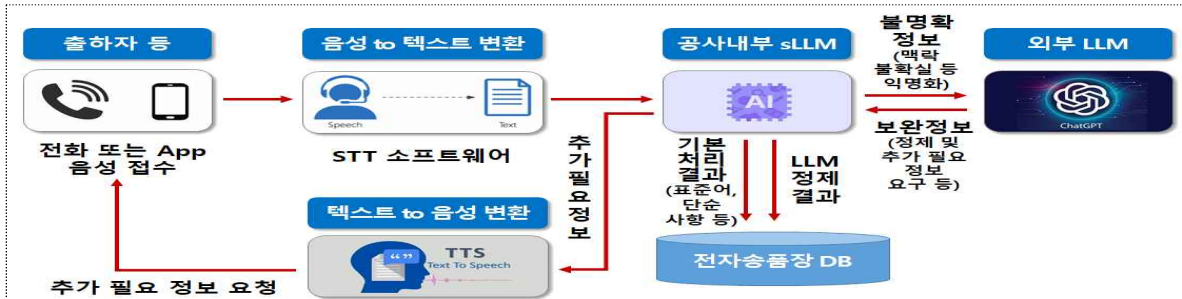 출하자 등
음성 to 텍스트 변환
공사내부 sLLM
불명확
정보
(맥락
불확실 등
익명화)
외부 LLM
Speech
Text
AI
ChatGPT
전화 또는 App
음성 접수
STT 소프트웨어
추가필요정보
기본
처리
결과
(표준어,
단순
사항 등)
LLM
정제
결과
보완정보
(정제 및
추가 필요
정보
요구 등)
텍스트 to 음성 변환
TTS
Text To Speech
전자송품장 DB
추가 필요 정보 요청